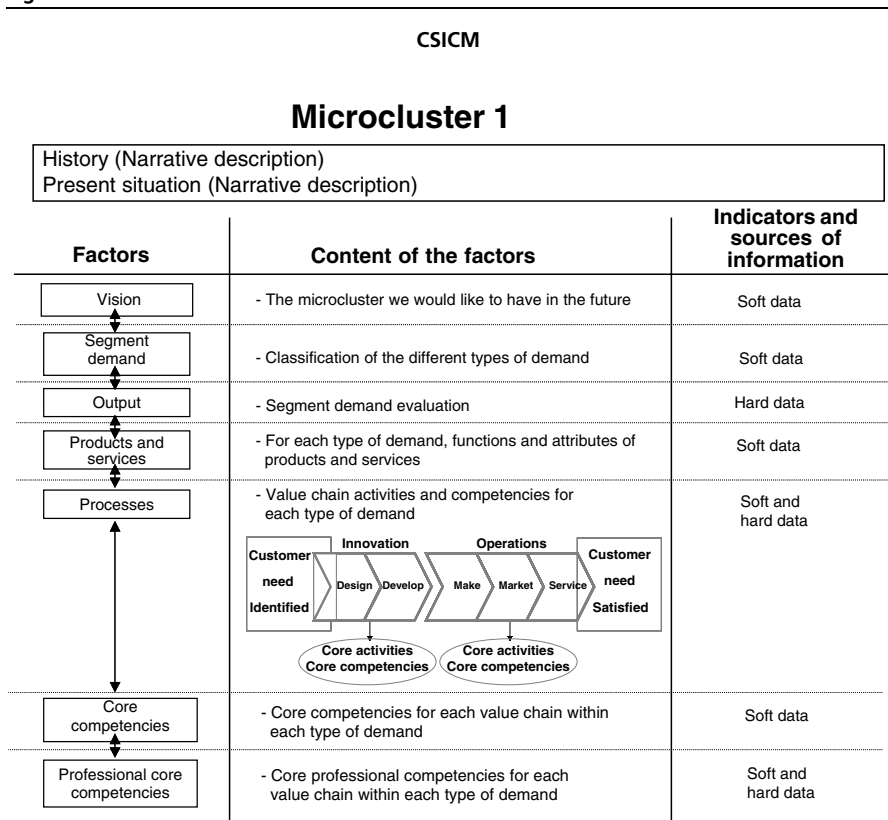 CSICM
Microcluster 1
History (Narrative description)
Present situation (Narrative description)
Factors
Content of the factors
Indicators and
sources of
information
Vision
- The microcluster we would like to have in the future
Soft data
Segment
demand
- Classification of the different types of demand
Soft data
Output
- Segment demand evaluation
Hard data
Products and
services
- For each type of demand, functions and attributes of
products and services
Soft data
Processes
- Value chain activities and competencies for
each type of demand
Soft and
hard data
Innovation
Operations
Customer
need
Identified
Design
Develop
Make
Market
Service
Customer
need
Satisfied
Core activities
Core competencies
Core activities
Core competencies
Core
competencies
- Core competencies for each value chain within
each type of demand
Soft data
Professional core
competencies
- Core professional competencies for each
value chain within each type of demand
Soft and
hard data